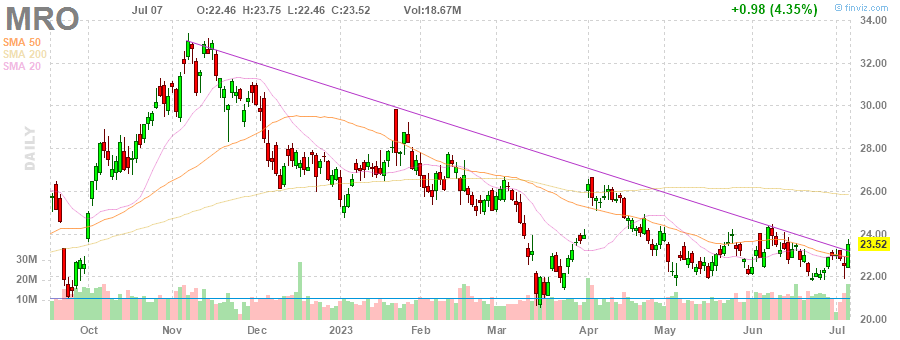 MRO Jul 07 O:22.46 H:23.75 L:22.46 C:23.52 Vol:18.67M +0.98 (4.35%) © finviz.com
SMA 50
SMA 200
SMA 20
DAILY
34.00
32.00
30.00
28.00
26.00
24.00
23.52
22.00
20.00
30M
20M
10M
Oct Nov Dec 2023 Feb Mar Apr May Jun Jul